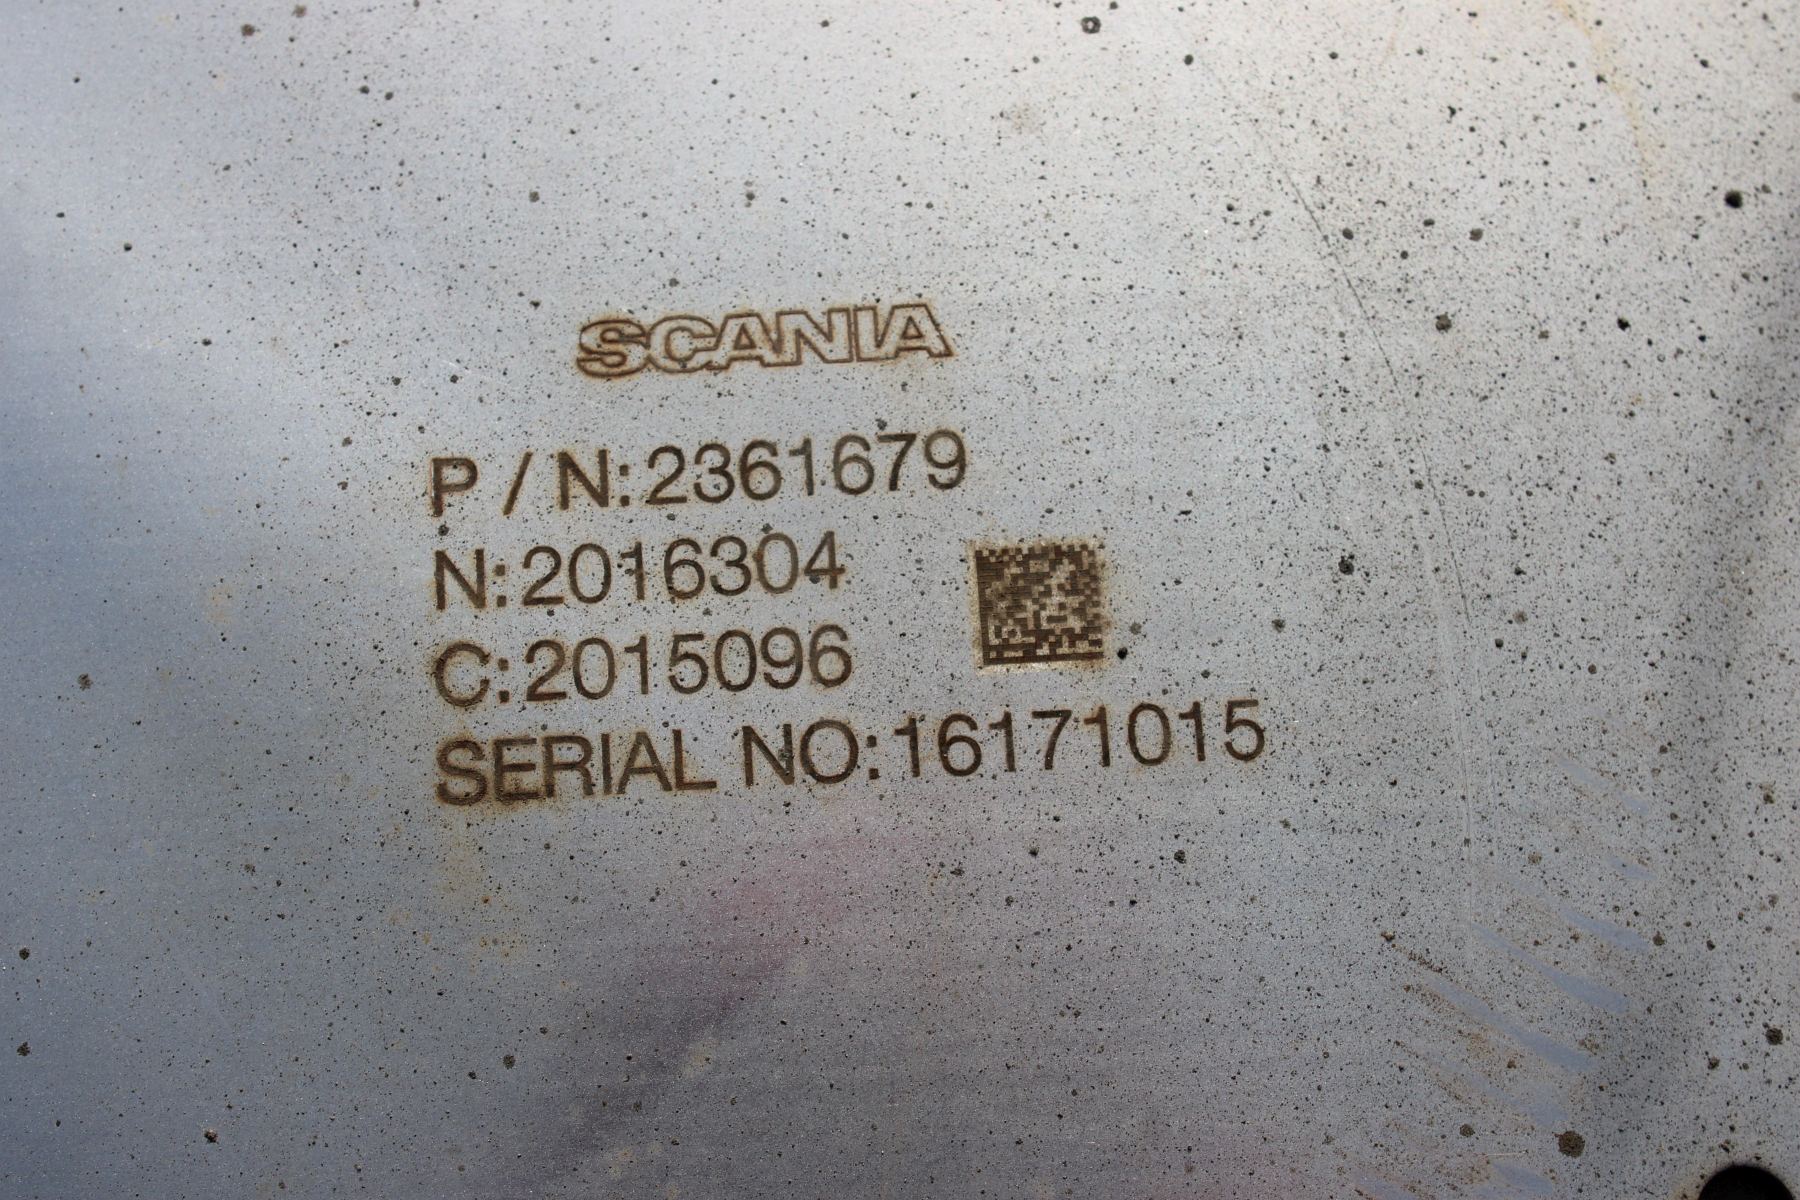 SCANIA
P / N:2361679
N:2016304
C:2015096
SERIAL NO:16171015